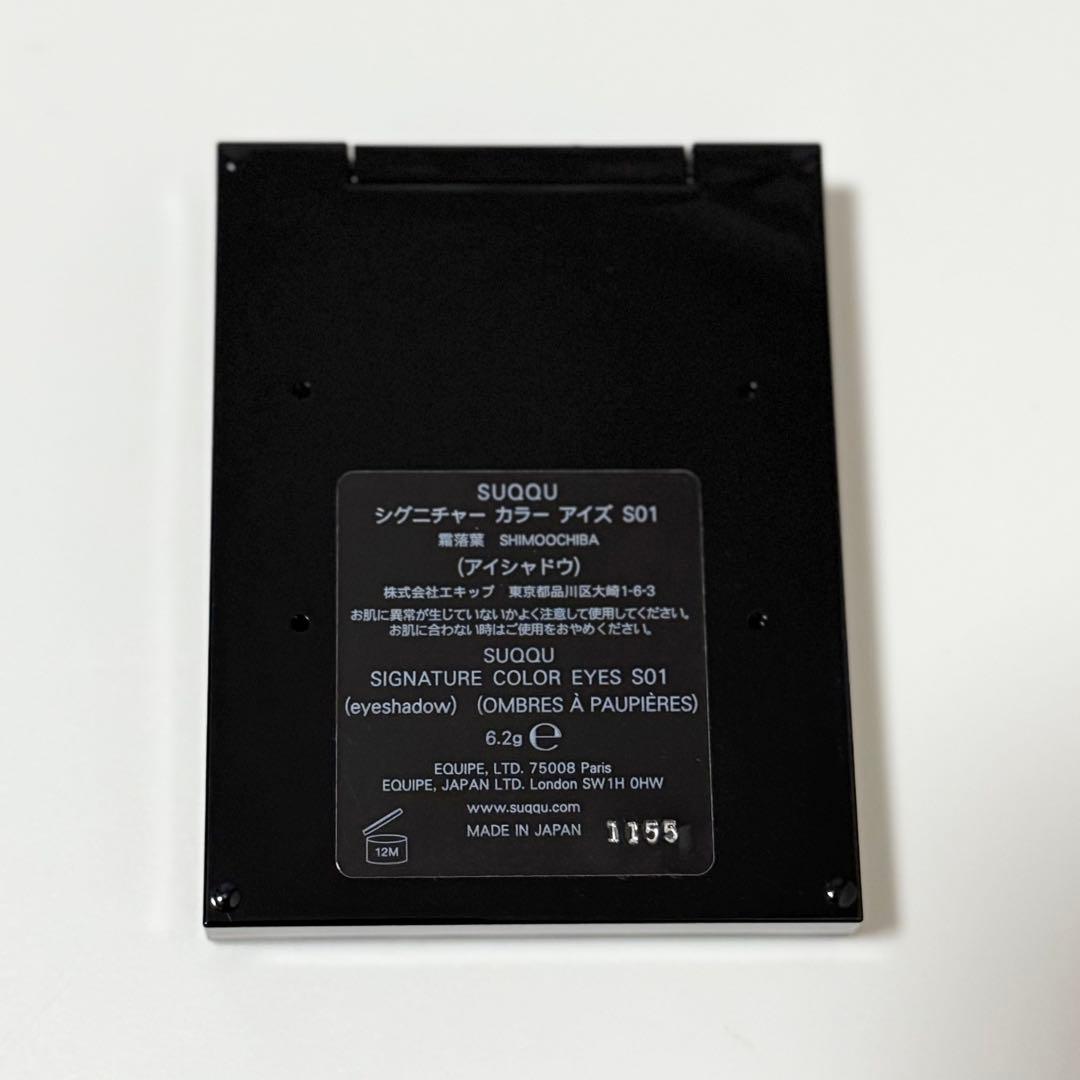 SUQQU
シグニチャー カラー アイズ S01
霜落葉 SHIMOOCHIBA
(アイシャドウ)
株式会社エキップ 東京都品川区大崎1-6-3
お肌に異常が生じていないかよく注意して使用してください。
お肌に合わない時はご使用をおやめください。
SUQQU
SIGNATURE COLOR EYES S01
(eyeshadow) (OMBRES À PAUPIÈRES)
6.2g ℮
EQUIPE, LTD. 75008 Paris
EQUIPE, JAPAN LTD. London SW1H 0HW
www.suqqu.com
MADE IN JAPAN 1155
12M